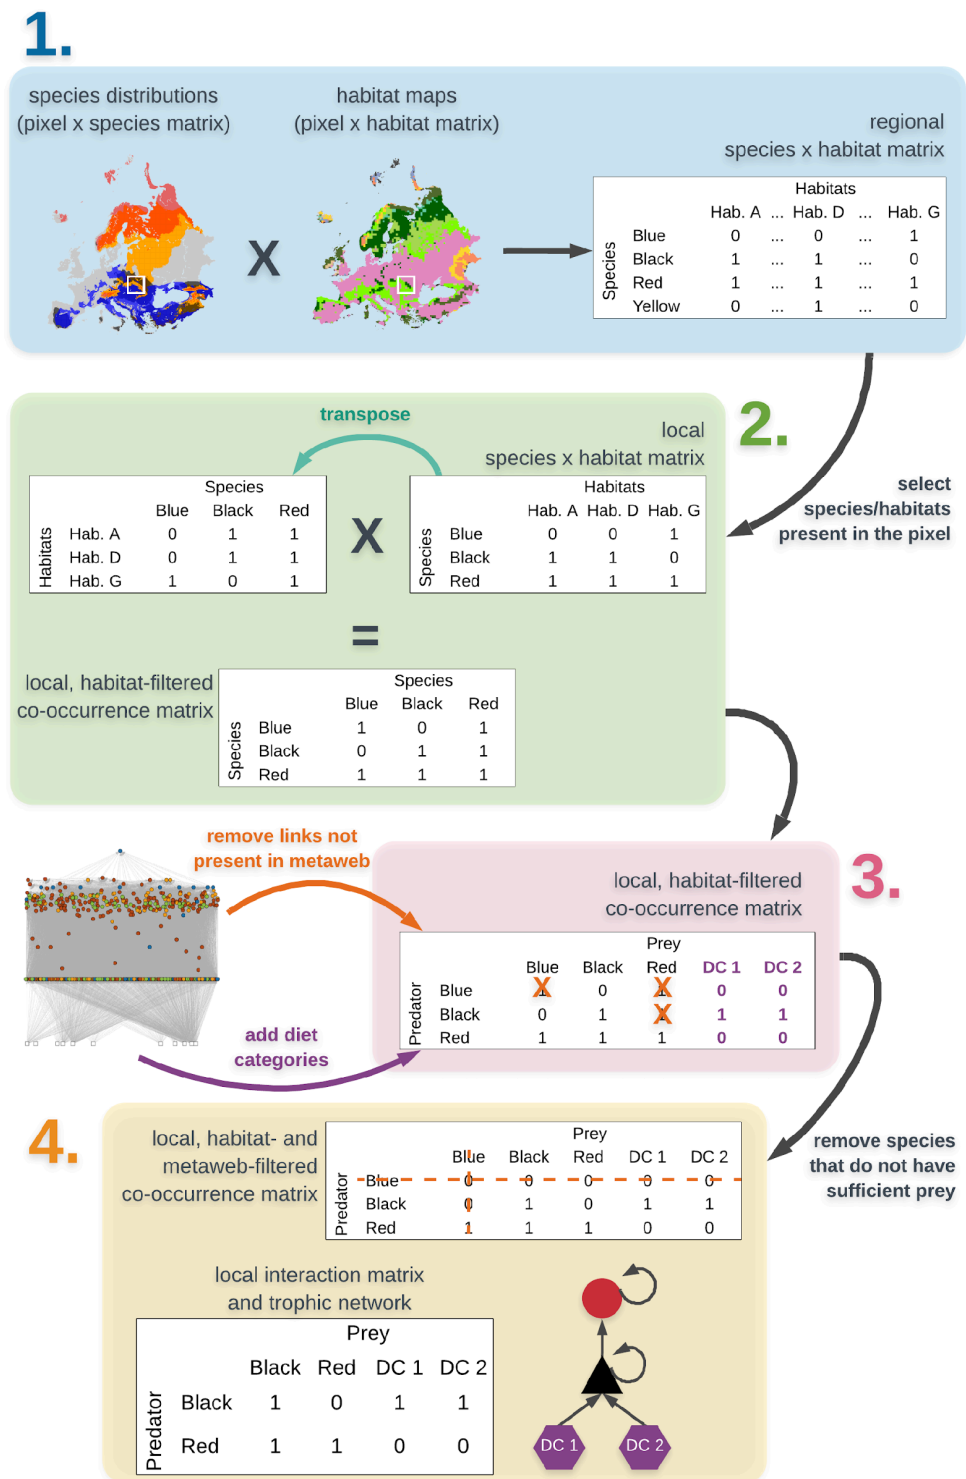 1.
species distributions
(pixel x species matrix)
habitat maps
(pixel x habitat matrix)
X
regional
species x habitat matrix
Habitats
Hab. A ... Hab. D ... Hab. G
Species
Blue 0 ... 0 ... 1
Black 1 ... 1 ... 0
Red 1 ... 1 ... 1
Yellow 0 ... 1 ... 0
2.
select
species/habitats
present in the pixel
transpose
local
species x habitat matrix
Species
Blue Black Red
Habitats
Hab. A 0 1 1
Hab. D 0 1 1
Hab. G 1 0 1
X
Habitats
Hab. A Hab. D Hab. G
Species
Blue 0 0 1
Black 1 1 0
Red 1 1 1
=
local, habitat-filtered
co-occurrence matrix
Species
Blue Black Red
Species
Blue 1 0 1
Black 0 1 1
Red 1 1 1
remove links not
present in metaweb
add diet
categories
3.
local, habitat-filtered
co-occurrence matrix
Prey
Blue Black Red DC 1 DC 2
Predator
Blue X 0 X 0 0
Black 0 1 X 1 1
Red 1 1 1 0 0
remove species
that do not have
sufficient prey
4.
local, habitat- and
metaweb-filtered
co-occurrence matrix
Prey
Blue Black Red DC 1 DC 2
Predator
Blue 0 0 0 0 0
Black 0 1 0 1 1
Red 1 1 1 0 0
local interaction matrix
and trophic network
Prey
Black Red DC 1 DC 2
Predator
Black 1 0 1 1
Red 1 1 0 0
DC 1
DC 2